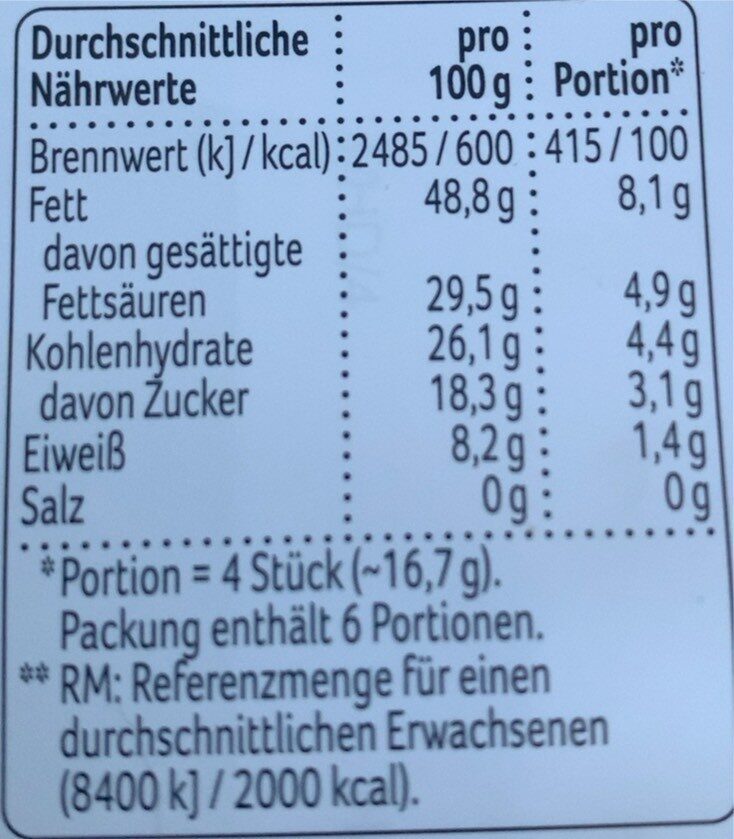 Durchschnittliche pro pro
Nährwerte 100 g Portion*
Brennwert (kJ/kcal) 2485/600 415/100
Fett 48,8 g 8,1 g
davon gesättigte
Fettsäuren 29,5 g 4,9 g
Kohlenhydrate 26,1 g 4,4 g
davon Zucker 18,3 g 3,1 g
Eiweiß 8,2 g 1,4 g
Salz 0 g 0 g
*Portion = 4 Stück (~16,7 g).
Packung enthält 6 Portionen.
** RM: Referenzmenge für einen
durchschnittlichen Erwachsenen
(8400 kJ / 2000 kcal).